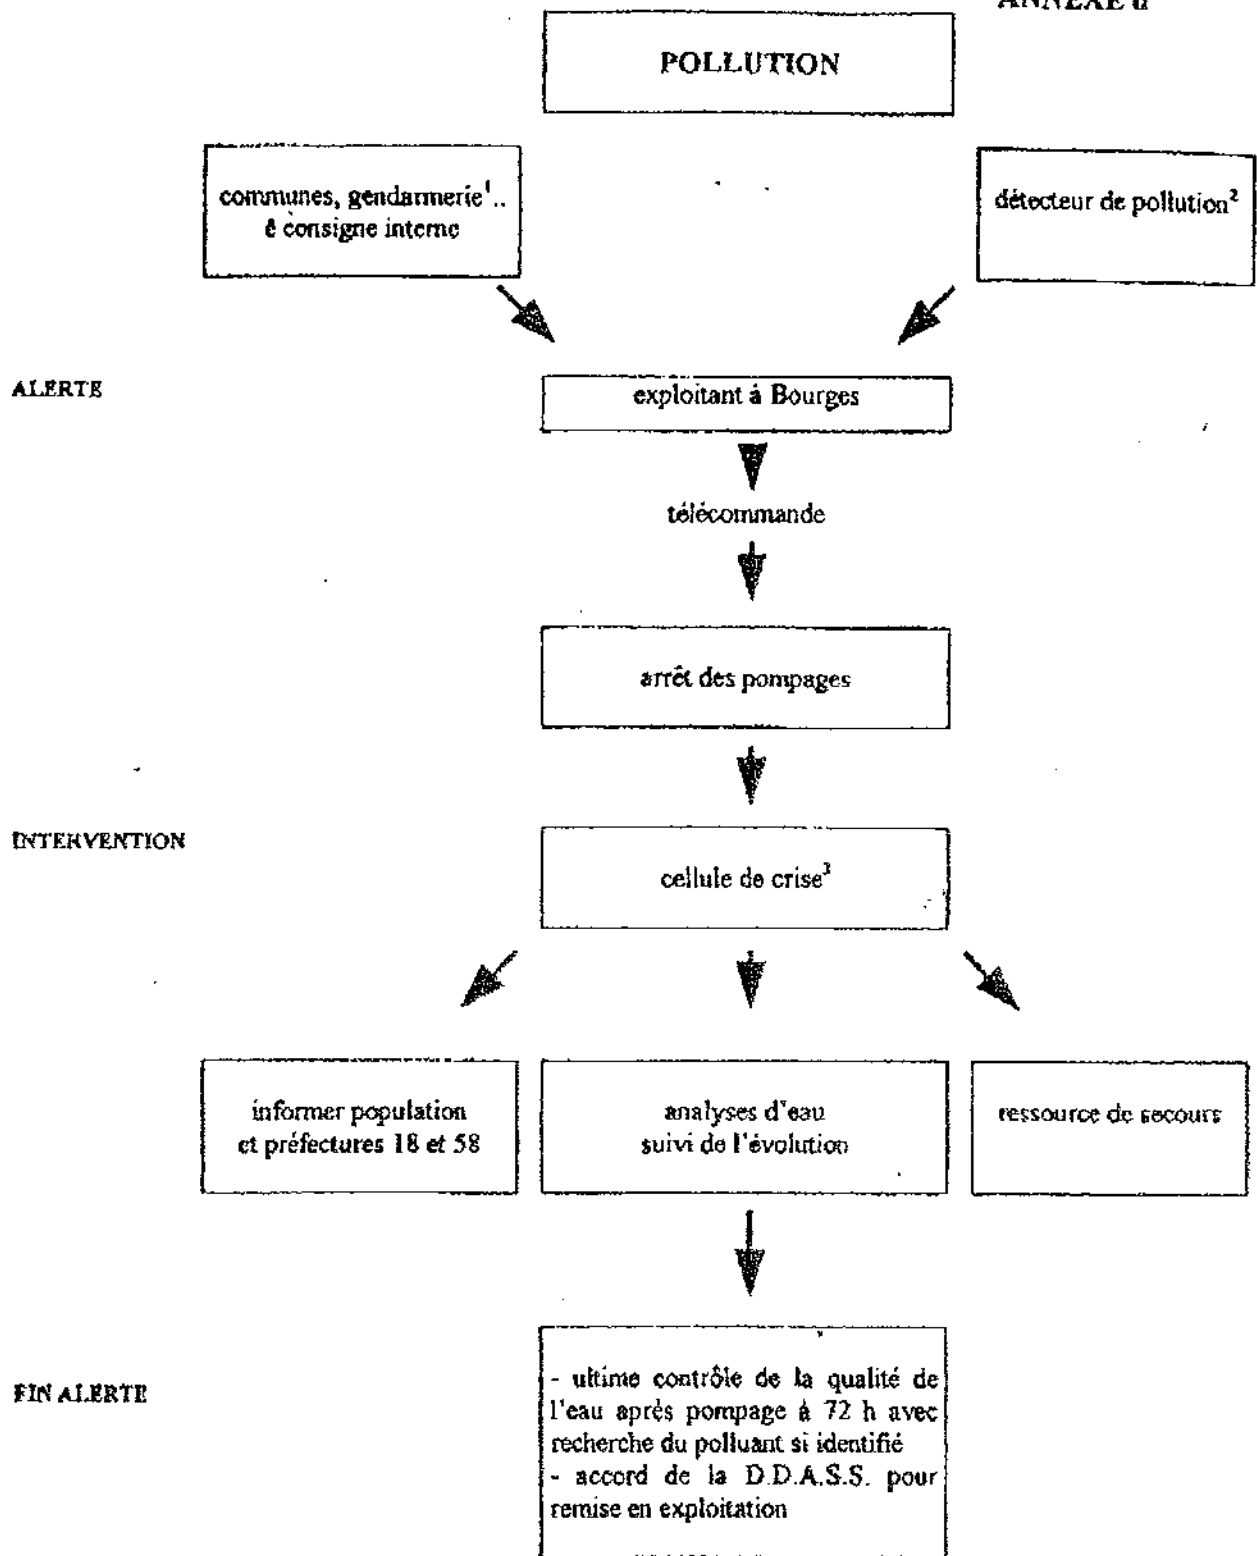 ANNEXE
POLLUTION
communes, gendarmerie¹..
è consigne interne
détecteur de pollution²
ALERTE
exploitant à Bourges
télécommande
arrêt des pompages
INTERVENTION
cellule de crise³
informer population
et préfectures 18 et 58
analyses d'eau
suivi de l'évolution
ressource de secours
FIN ALERTE
- ultime contrôle de la qualité de
l'eau après pompage à 72 h avec
recherche du polluant si identifié
- accord de la D.D.A.S.S. pour
remise en exploitation